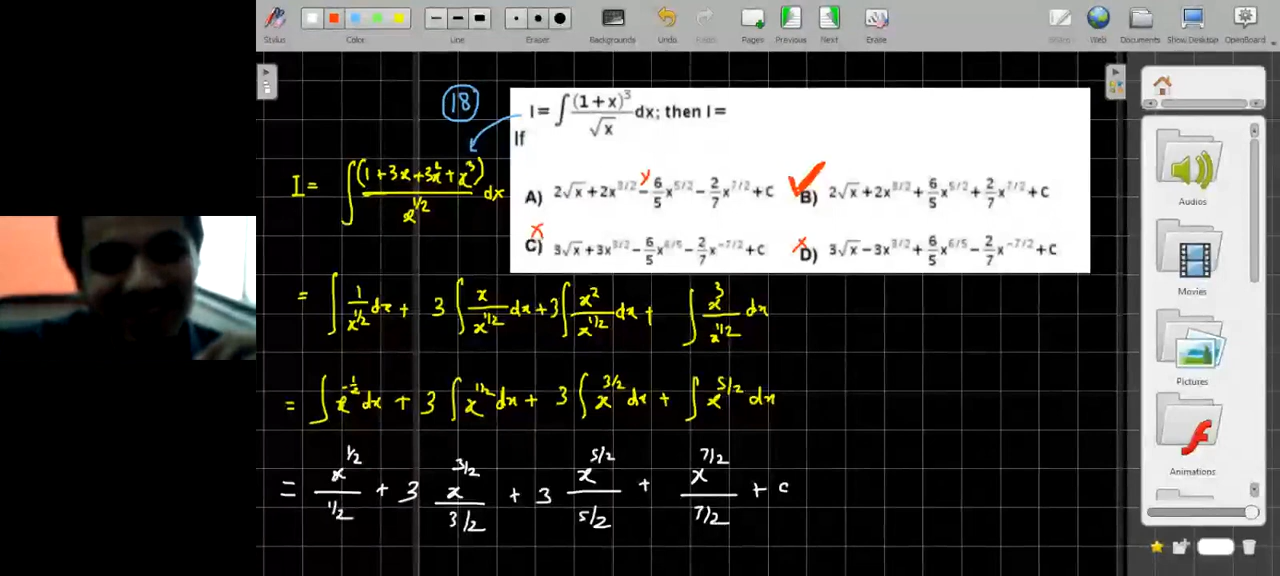 Stylus Color Line Eraser Backgrounds Undo Redo Pages Previous Next Erase Share Web Documents Show Desktop OpenBoard
18
I = ∫ (1+x)³/√x dx; then I =
If
A) 2√x + 2x^{3/2} - 6/5 x^{5/2} - 2/7 x^{7/2} + C
B) 2√x + 2x^{3/2} + 6/5 x^{5/2} + 2/7 x^{7/2} + C
C) 3√x + 3x^{3/2} - 6/5 x^{6/5} - 2/7 x^{-7/2} + C
D) 3√x - 3x^{3/2} + 6/5 x^{6/5} - 2/7 x^{-7/2} + C
I = ∫ (1 + 3x + 3x² + x³)/x^{1/2} dx
= ∫ 1/x^{1/2} dx + 3 ∫ x/x^{1/2} dx + 3 ∫ x²/x^{1/2} dx + ∫ x³/x^{1/2} dx
= ∫ x^{-1/2} dx + 3 ∫ x^{1/2} dx + 3 ∫ x^{3/2} dx + ∫ x^{5/2} dx
= x^{1/2}/1/2 + 3 x^{3/2}/3/2 + 3 x^{5/2}/5/2 + x^{7/2}/7/2 + c
Audios
Movies
Pictures
Animations